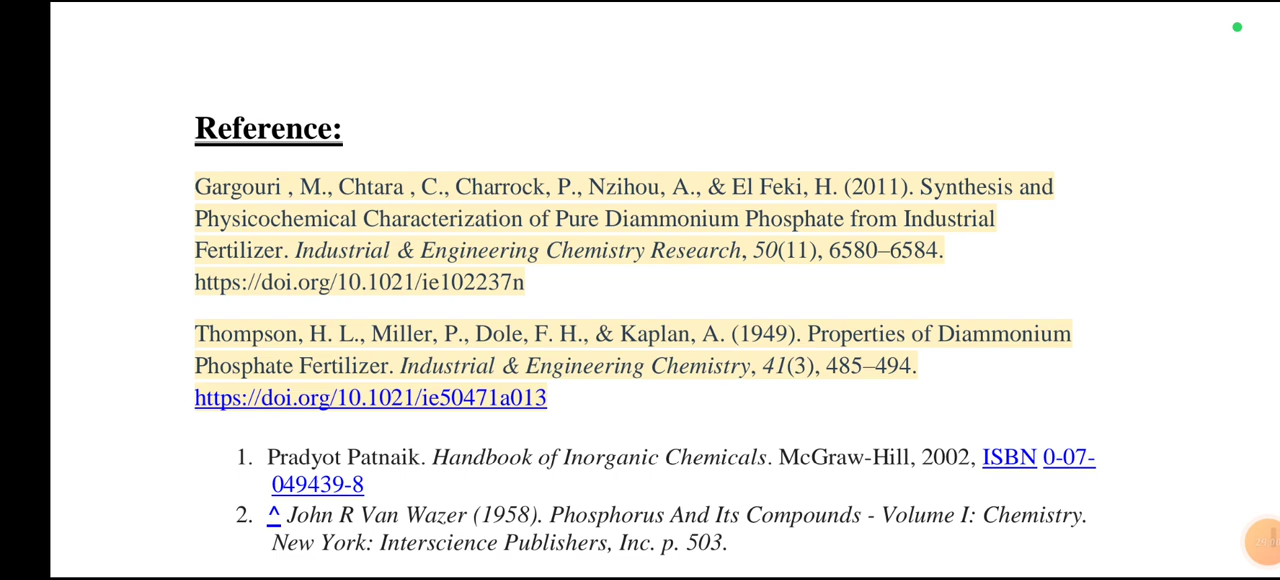 Reference:
Gargouri , M., Chtara , C., Charrock, P., Nzihou, A., & El Feki, H. (2011). Synthesis and
Physicochemical Characterization of Pure Diammonium Phosphate from Industrial
Fertilizer. Industrial & Engineering Chemistry Research, 50(11), 6580–6584.
https://doi.org/10.1021/ie102237n
Thompson, H. L., Miller, P., Dole, F. H., & Kaplan, A. (1949). Properties of Diammonium
Phosphate Fertilizer. Industrial & Engineering Chemistry, 41(3), 485–494.
https://doi.org/10.1021/ie50471a013
1. Pradyot Patnaik. Handbook of Inorganic Chemicals. McGraw-Hill, 2002, ISBN 0-07-
049439-8
2. ^ John R Van Wazer (1958). Phosphorus And Its Compounds - Volume I: Chemistry.
New York: Interscience Publishers, Inc. p. 503.